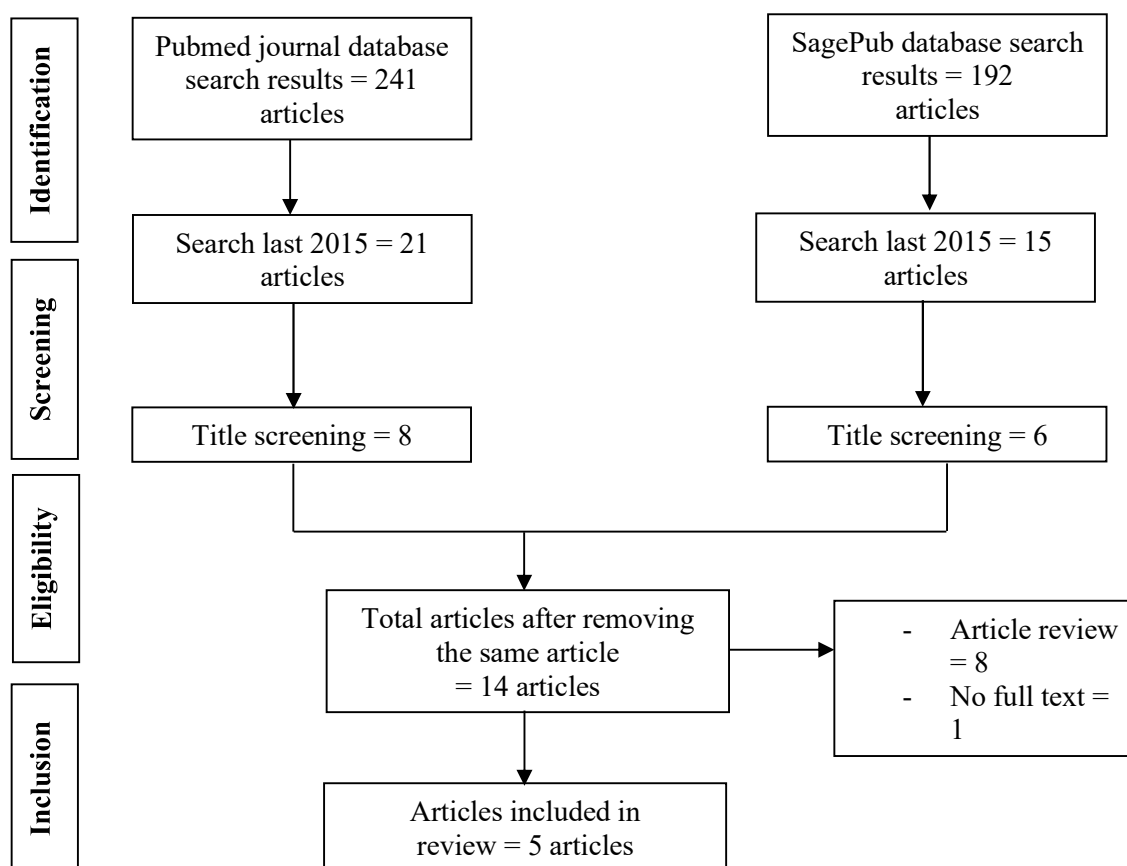 Identification
Pubmed journal database
search results = 241
articles
SagePub database search
results = 192
articles
Search last 2015 = 21
articles
Search last 2015 = 15
articles
Screening
Title screening = 8
Title screening = 6
Eligibility
Total articles after removing
the same article
= 14 articles
- Article review
= 8
- No full text =
1
Inclusion
Articles included in
review = 5 articles